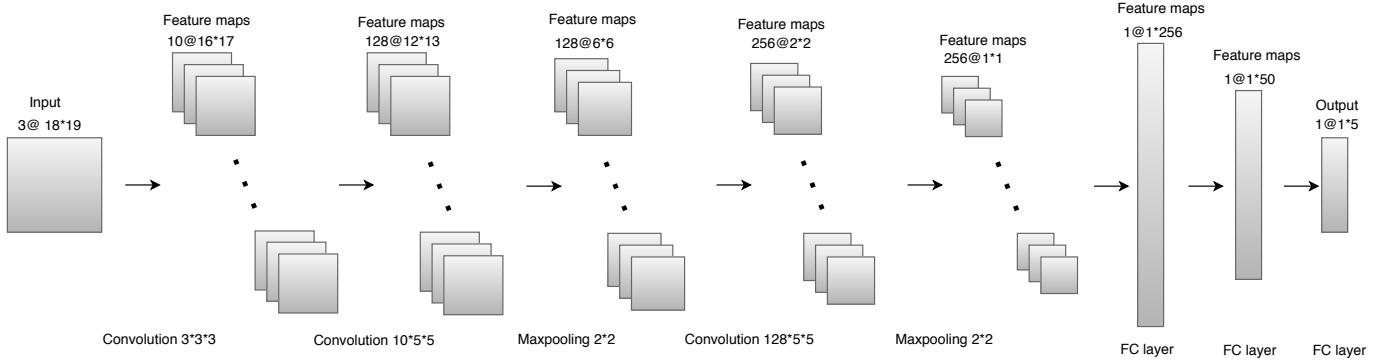 Input
3@ 18*19
Feature maps
10@16*17
Feature maps
128@12*13
Feature maps
128@6*6
Feature maps
256@2*2
Feature maps
256@1*1
Feature maps
1@1*256
Feature maps
1@1*50
Output
1@1*5
Convolution 3*3*3
Convolution 10*5*5
Maxpooling 2*2
Convolution 128*5*5
Maxpooling 2*2
FC layer
FC layer
FC layer